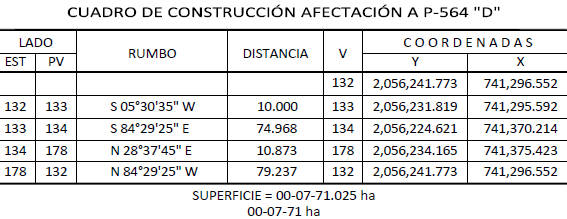 CUADRO DE CONSTRUCCIÓN AFECTACIÓN A P-564 "D"
LADO RUMBO DISTANCIA V COORDENADAS
EST PV Y X
132 2,056,241.773 741,296.552
132 133 S 05°30'35" W 10.000 133 2,056,231.819 741,295.592
133 134 S 84°29'25" E 74.968 134 2,056,224.621 741,370.214
134 178 N 28°37'45" E 10.873 178 2,056,234.165 741,375.423
178 132 N 84°29'25" W 79.237 132 2,056,241.773 741,296.552
SUPERFICIE = 00-07-71.025 ha
00-07-71 ha